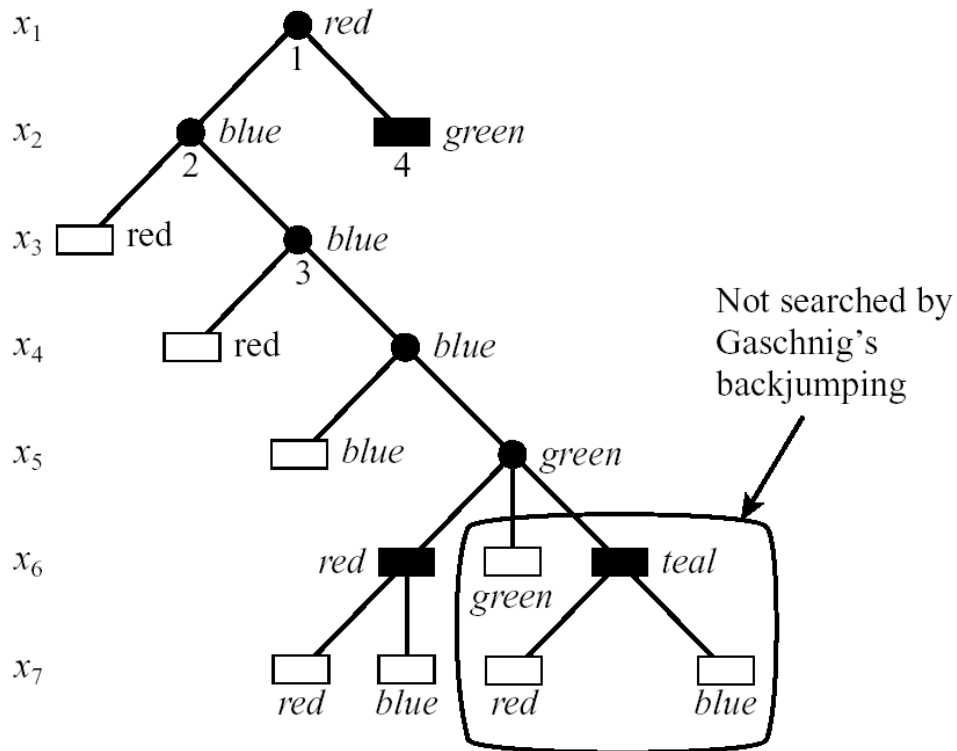 x₁ red
1
x₂ blue green
2 4
x₃ red blue
3
Not searched by
Gaschnig's
backjumping
x₄ red blue
x₅ blue green
x₆ red green teal
x₇ red blue red blue